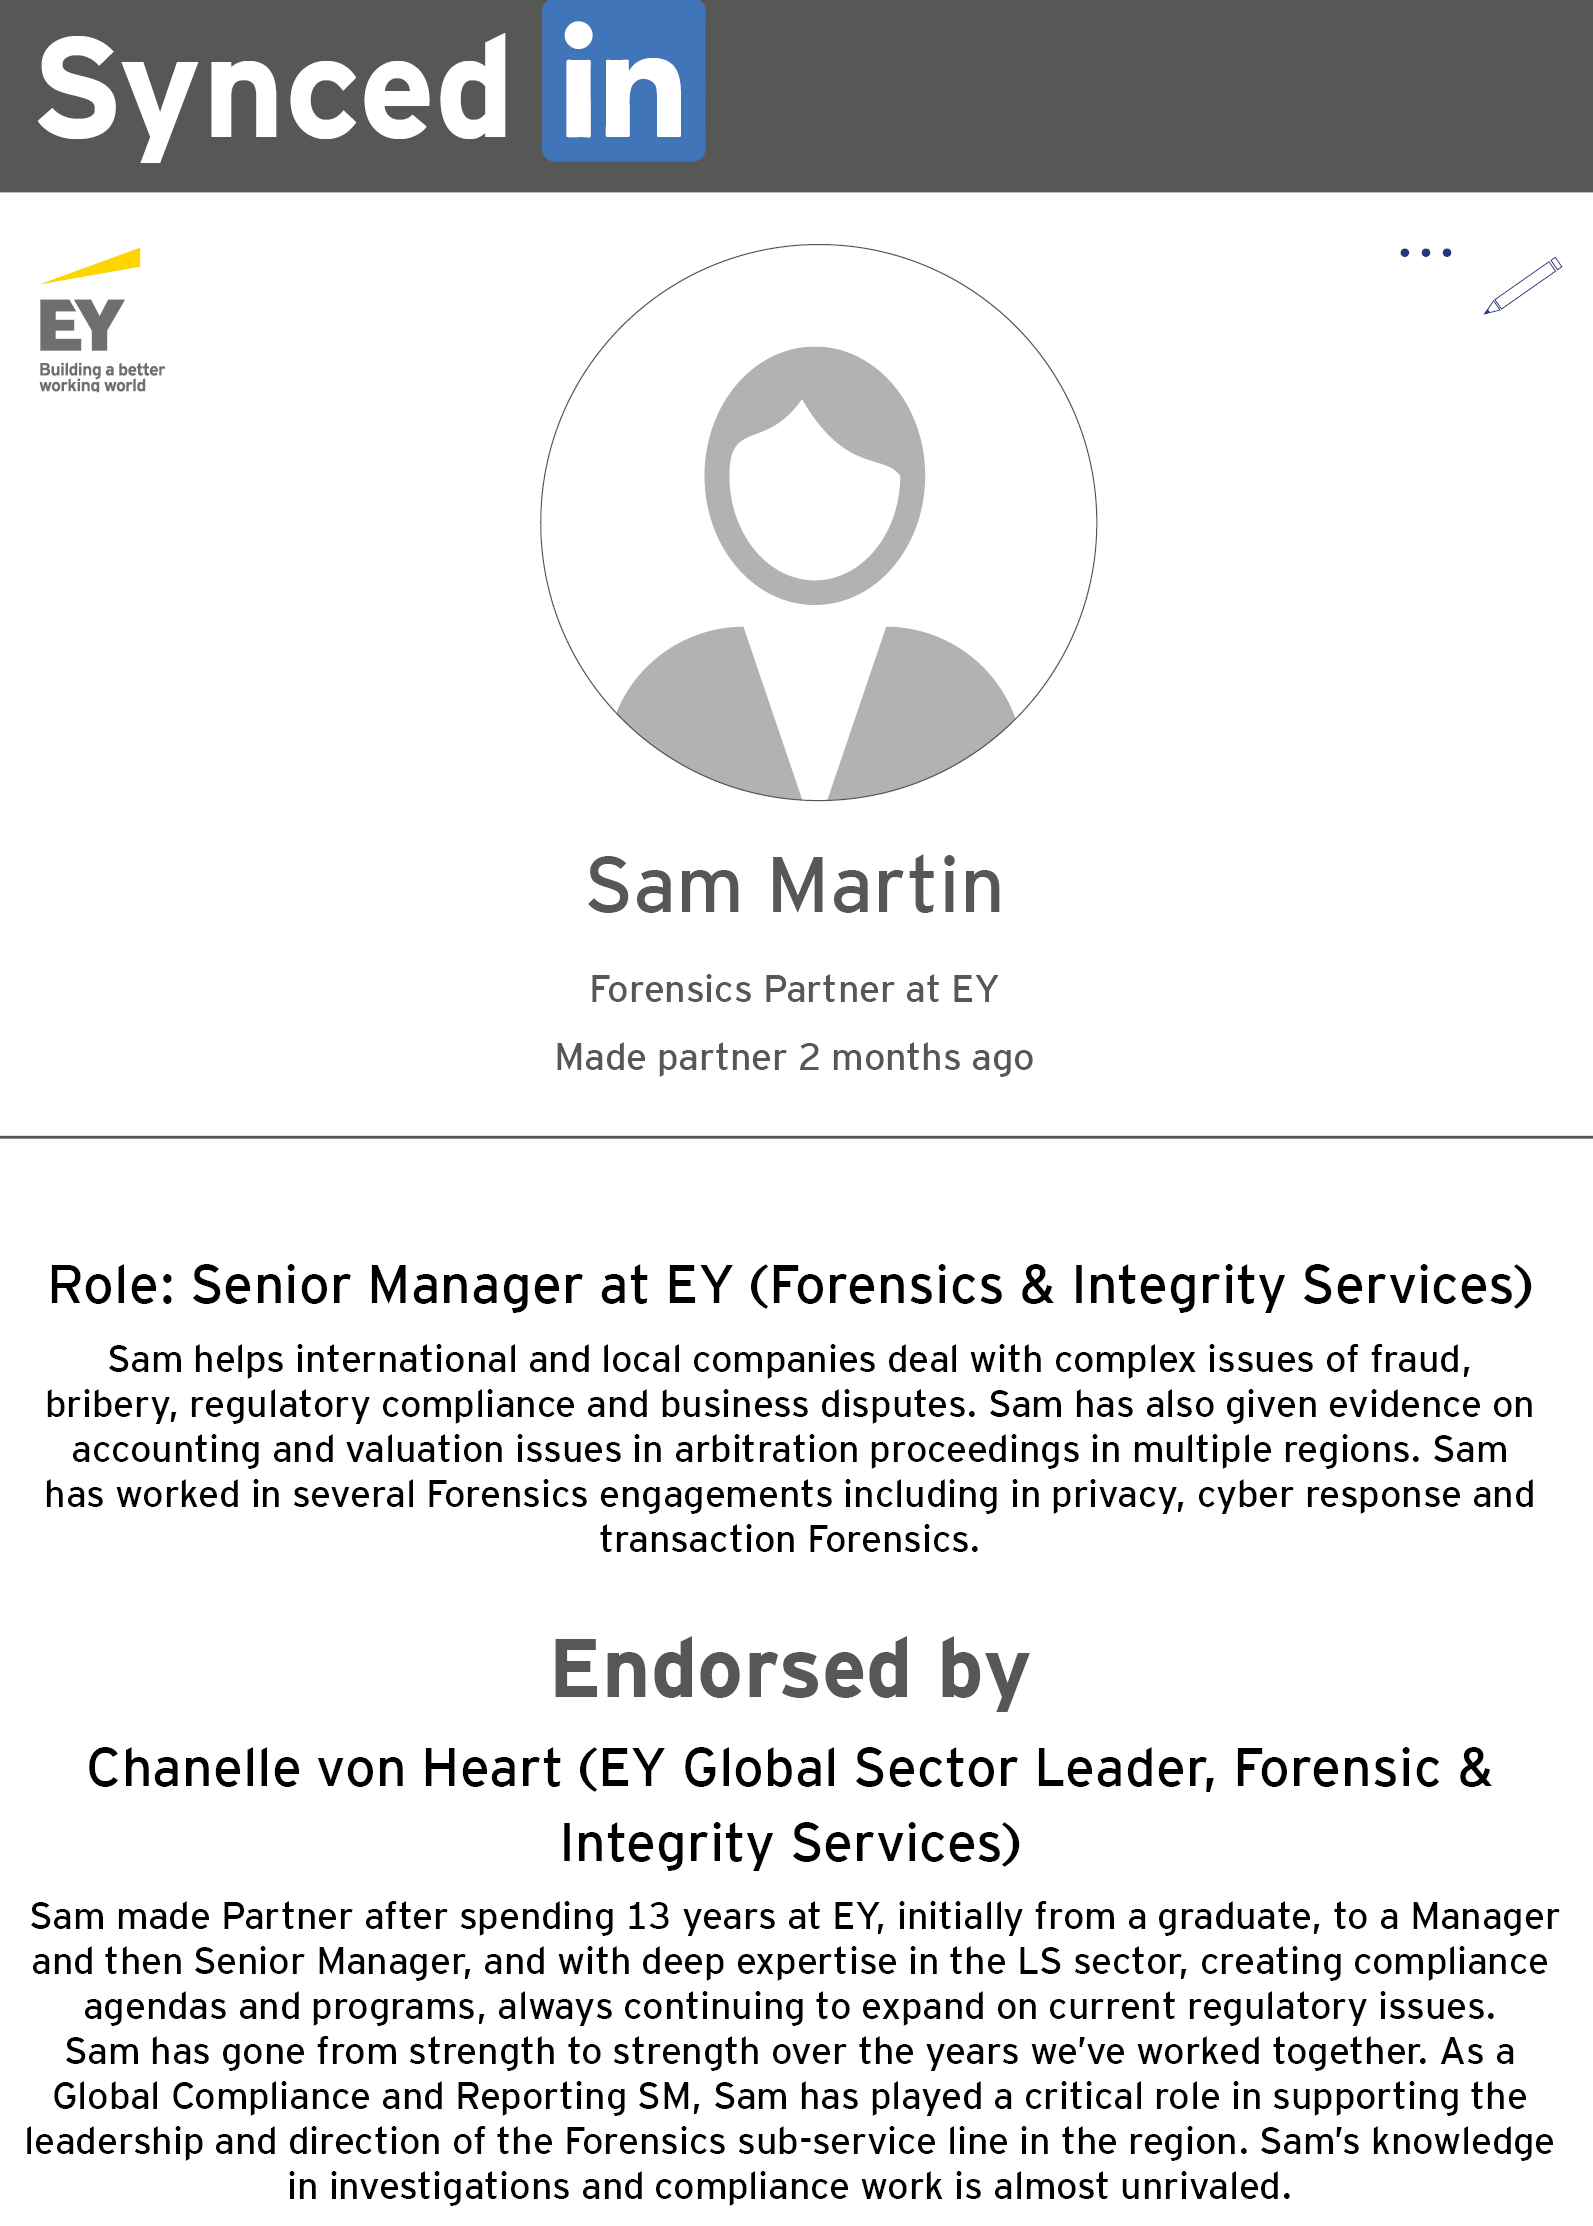 Synced in
EY
Building a better
working world
Sam Martin
Forensics Partner at EY
Made partner 2 months ago
Role: Senior Manager at EY (Forensics & Integrity Services)
Sam helps international and local companies deal with complex issues of fraud,
bribery, regulatory compliance and business disputes. Sam has also given evidence on
accounting and valuation issues in arbitration proceedings in multiple regions. Sam
has worked in several Forensics engagements including in privacy, cyber response and
transaction Forensics.
Endorsed by
Chanelle von Heart (EY Global Sector Leader, Forensic &
Integrity Services)
Sam made Partner after spending 13 years at EY, initially from a graduate, to a Manager
and then Senior Manager, and with deep expertise in the LS sector, creating compliance
agendas and programs, always continuing to expand on current regulatory issues.
Sam has gone from strength to strength over the years we’ve worked together. As a
Global Compliance and Reporting SM, Sam has played a critical role in supporting the
leadership and direction of the Forensics sub-service line in the region. Sam’s knowledge
in investigations and compliance work is almost unrivaled.